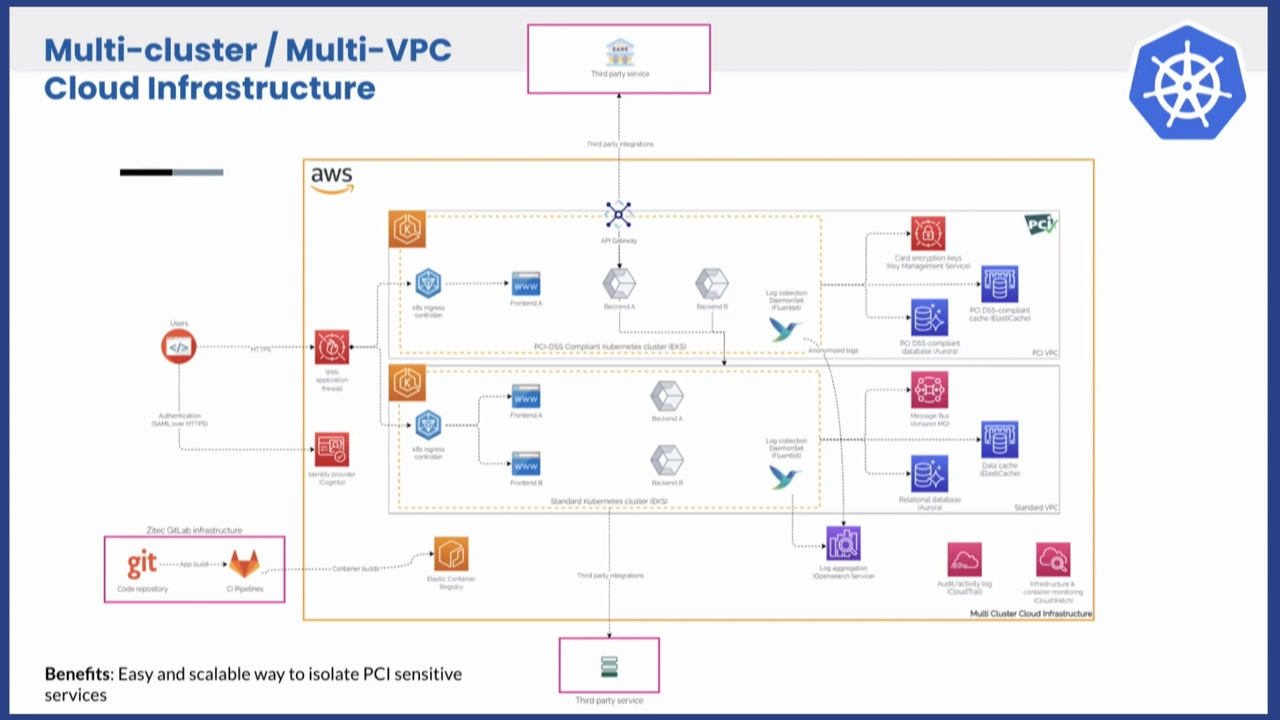 Multi-cluster / Multi-VPC
Cloud Infrastructure
BANK
Third party service
Third party integrations
aws
API Gateway
PCI
Card encryption keys
(Key Management Service)
k8s ingress
controller
www
Frontend A
Backend A
Backend B
Log collection
DaemonSet
(Fluentbit)
PCI DSS-compliant
cache (ElastiCache)
PCI DSS-compliant
database (Aurora)
PCI-DSS Compliant Kubernetes cluster (EKS)
Anonymized logs
PCI VPC
Users
HTTPS
Web
application
firewall
Authentication
(SAML over HTTPS)
Identity provider
(Cognito)
k8s ingress
controller
www
Frontend A
www
Frontend B
Backend A
Backend B
Log collection
DaemonSet
(Fluentbit)
Message Bus
(Amazon MQ)
Data cache
(ElastiCache)
Relational database
(Aurora)
Standard Kubernetes cluster (EKS)
Standard VPC
Zitec GitLab infrastructure
git
App build
Code repository
CI Pipelines
Container builds
Elastic Container
Registry
Third party integrations
Log aggregation
(Opensearch Service)
Audit/activity log
(CloudTrail)
Infrastructure &
container monitoring
(CloudWatch)
Multi Cluster Cloud Infrastructure
Third party service
Benefits: Easy and scalable way to isolate PCI sensitive
services